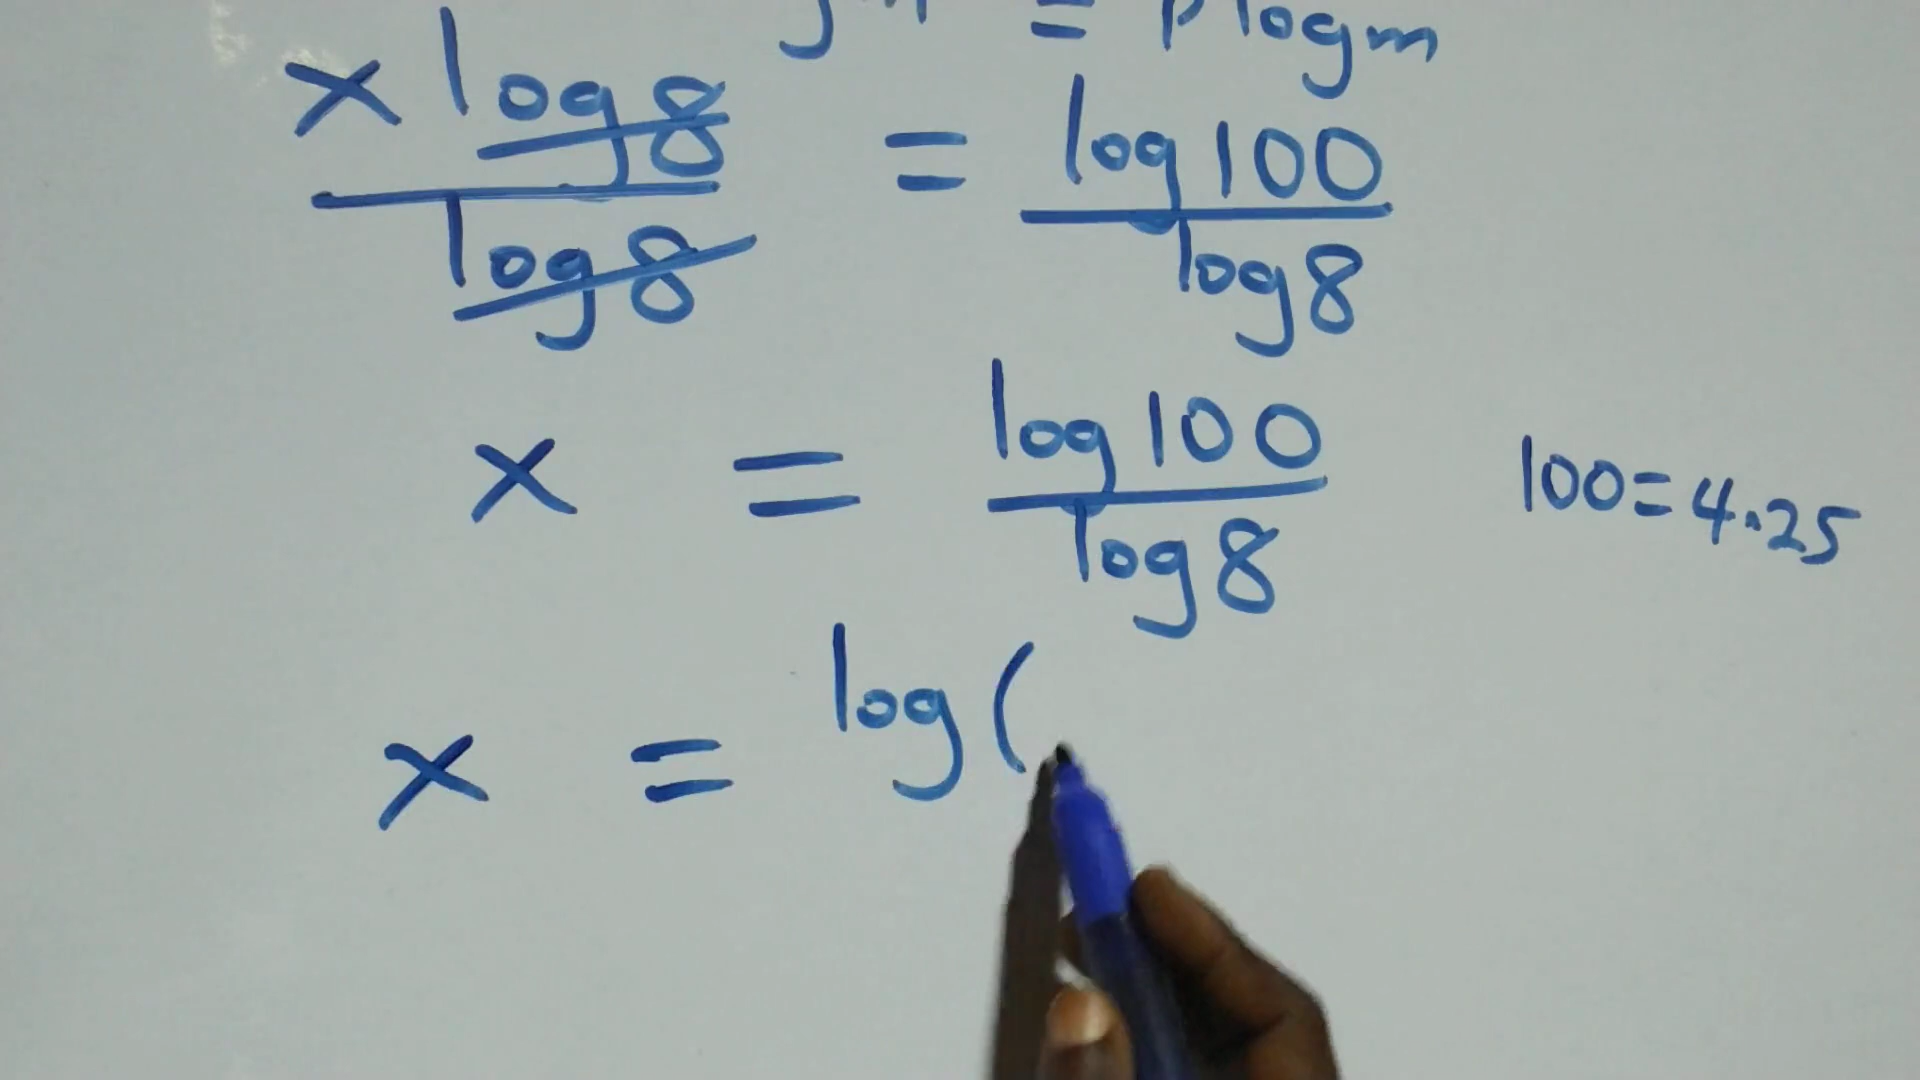 = p log m
x log 8 / log 8 = log 100 / log 8
x = log 100 / log 8
100 = 4.25
x = log (